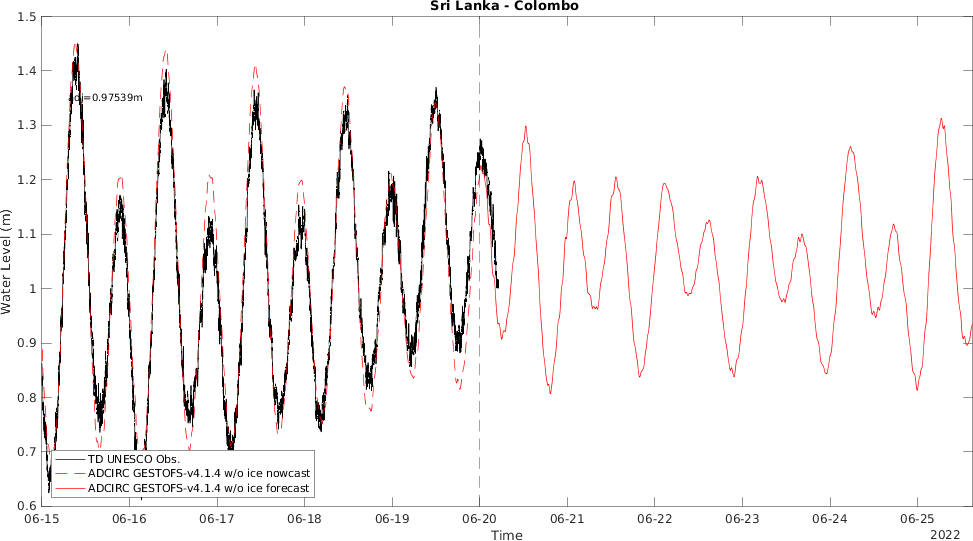 Sri Lanka - Colombo
1.5
1.4
1.3
1.2
1.1
1
0.9
0.8
0.7
0.6
Water Level (m)
=0.97539m
TD UNESCO Obs.
ADCIRC GESTOFS-v4.1.4 w/o ice nowcast
ADCIRC GESTOFS-v4.1.4 w/o ice forecast
06-15 06-16 06-17 06-18 06-19 06-20 06-21 06-22 06-23 06-24 06-25
Time
2022